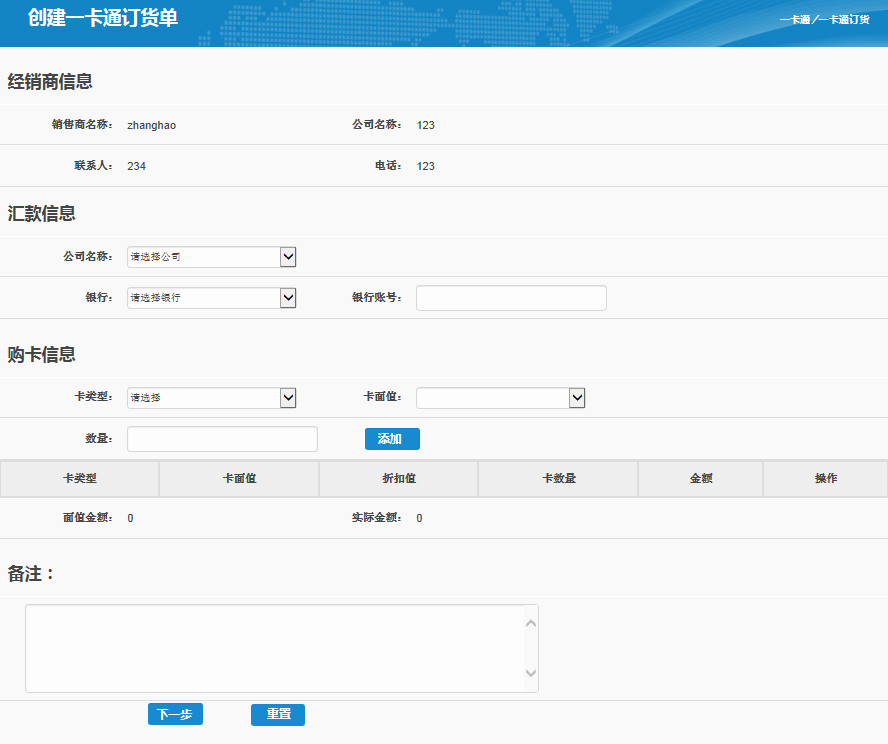 创建一卡通订货单 一卡通/一卡通订货
经销商信息
销售商名称： zhanghao 公司名称： 123
联系人： 234 电话： 123
汇款信息
公司名称： 请选择公司
银行： 请选择银行 银行账号：
购卡信息
卡类型： 请选择 卡面值：
数量： 添加
卡类型 卡面值 折扣值 卡数量 金额 操作
面值金额： 0 实际金额： 0
备注：
下一步 重置